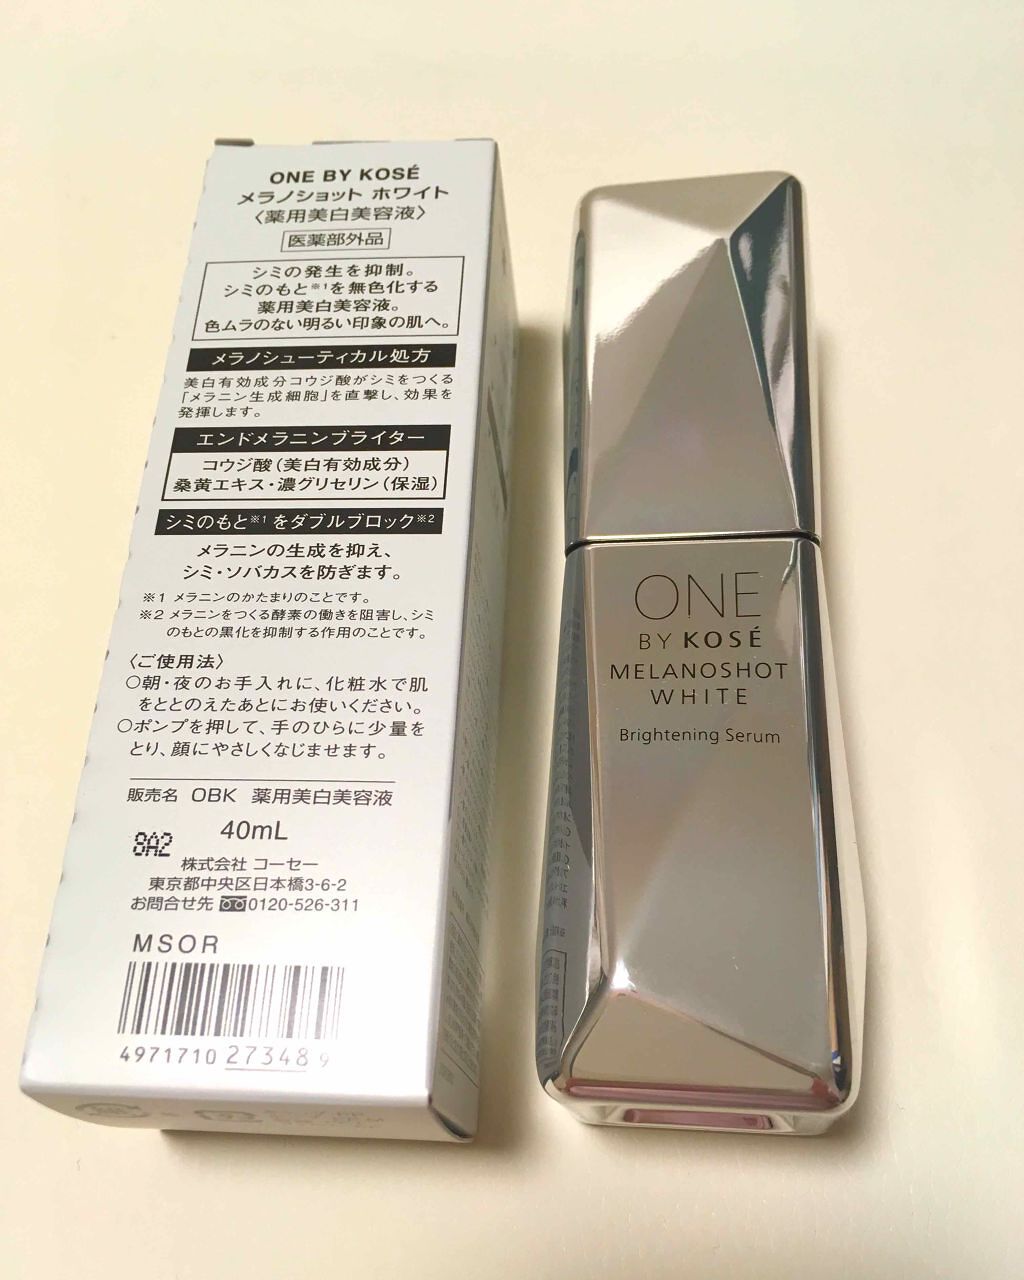 ONE BY KOSÉ
メラノショット ホワイト
〈薬用美白美容液〉
医薬部外品
シミの発生を抑制。
シミのもと※1を無色化する
薬用美白美容液。
色ムラのない明るい印象の肌へ。
メラノシューティカル処方
美白有効成分コウジ酸がシミをつくる
「メラニン生成細胞」を直撃し、効果を
発揮します。
エンドメラニンブライター
コウジ酸（美白有効成分）
桑黄エキス・濃グリセリン（保湿）
シミのもと※1をダブルブロック※2
メラニンの生成を抑え、
シミ・ソバカスを防ぎます。
※1 メラニンのかたまりのことです。
※2 メラニンをつくる酵素の働きを阻害し、シミ
のもとの黒化を抑制する作用のことです。
〈ご使用法〉
○朝・夜のお手入れに、化粧水で肌
をととのえたあとにお使いください。
○ポンプを押して、手のひらに少量を
とり、顔にやさしくなじませます。
販売名 OBK 薬用美白美容液
40mL
8A2
株式会社 コーセー
東京都中央区日本橋3-6-2
お問合せ先 0120-526-311
MSOR
4971710 27348 9
ONE
BY KOSÉ
MELANOSHOT
WHITE
Brightening Serum